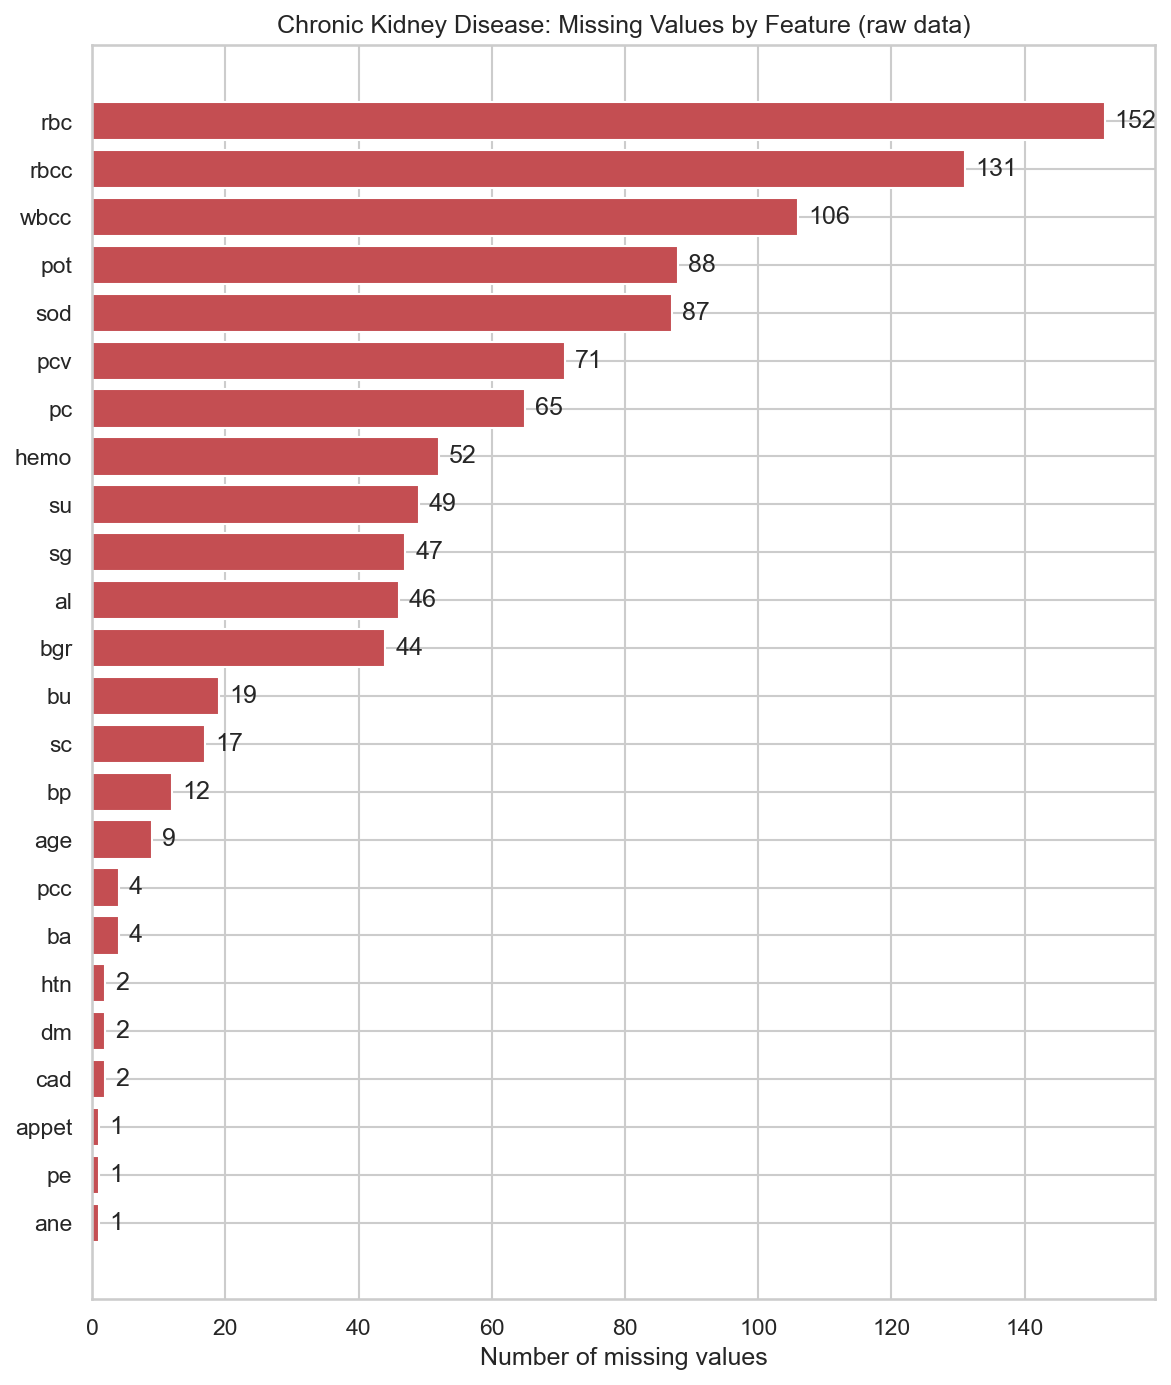 Chronic Kidney Disease: Missing Values by Feature (raw data)
rbc 152
rbcc 131
wbcc 106
pot 88
sod 87
pcv 71
pc 65
hemo 52
su 49
sg 47
al 46
bgr 44
bu 19
sc 17
bp 12
age 9
pcc 4
ba 4
htn 2
dm 2
cad 2
appet 1
pe 1
ane 1
0 20 40 60 80 100 120 140
Number of missing values